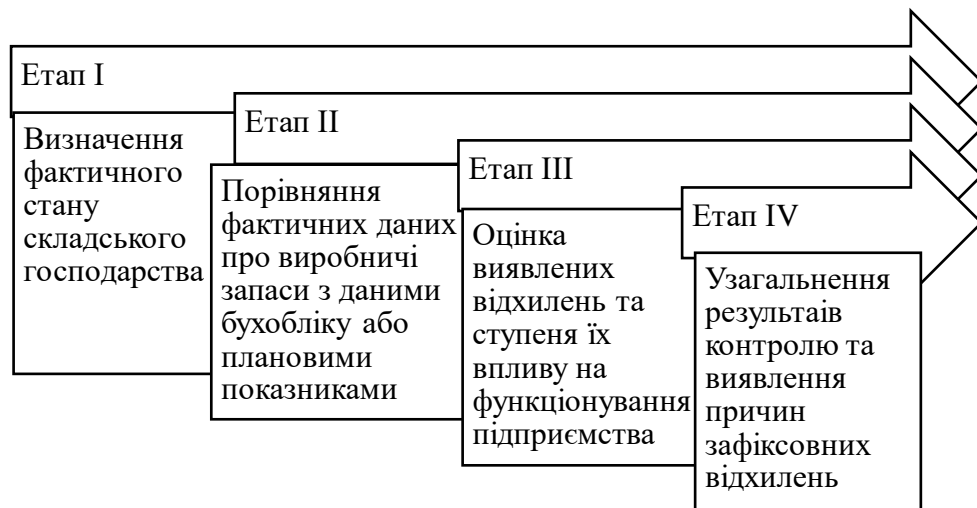 Етап I
Визначення
фактичного
стану
складського
господарства
Етап II
Порівняння
фактичних даних
про виробничі
запаси з даними
бухобліку або
плановими
показниками
Етап III
Оцінка
виявлених
відхилень та
ступеня їх
впливу на
функціонування
підприємства
Етап IV
Узагальнення
результаів
контролю та
виявлення
причин
зафіксовних
відхилень